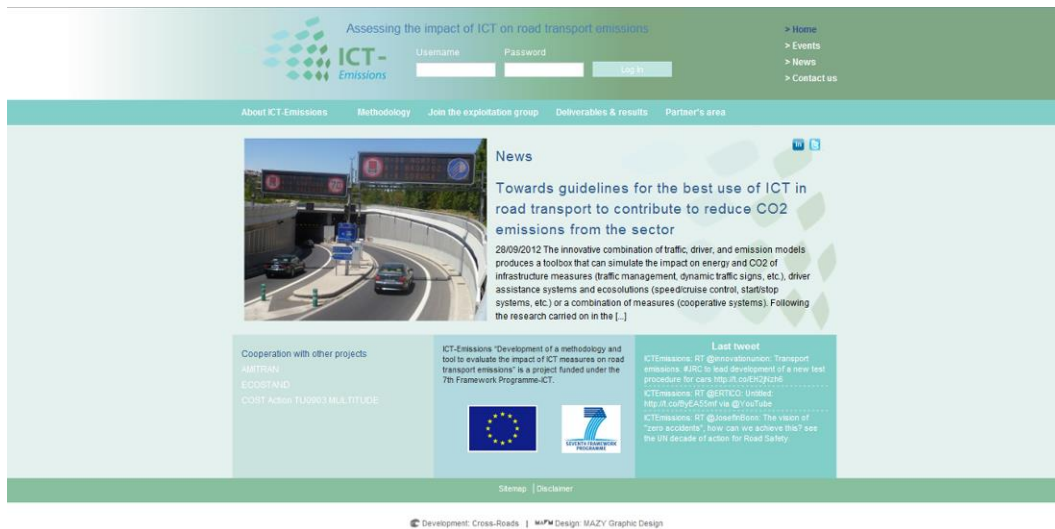 Assessing the impact of ICT on road transport emissions
ICT-
Emissions
Username
Password
Log In
> Home
> Events
> News
> Contact us
About ICT-Emissions
Methodology
Join the exploitation group
Deliverables & results
Partner's area
News
Towards guidelines for the best use of ICT in
road transport to contribute to reduce CO2
emissions from the sector
28/09/2012 The innovative combination of traffic, driver, and emission models
produces a toolbox that can simulate the impact on energy and CO2 of
infrastructure measures (traffic management, dynamic traffic signs, etc.), driver
assistance systems and ecosolutions (speed/cruise control, start/stop
systems, etc.) or a combination of measures (cooperative systems). Following
the research carried on in the [...]
Cooperation with other projects
AMITRAN
ECOSTAND
COST Action TU0903 MULTITUDE
ICT-Emissions "Development of a methodology and
tool to evaluate the impact of ICT measures on road
transport emissions" is a project funded under the
7th Framework Programme-ICT.
SEVENTH FRAMEWORK
PROGRAMME
Last tweet
ICTEmissions: RT @innovationunion: Transport
emissions: #JRC to lead development of a new test
procedure for cars http://t.co/EH2jNzh6
ICTEmissions: RT @ERTICO: Untitled:
http://t.co/ByEA55mf via @YouTube
ICTEmissions: RT @JosefinBonn: The vision of
"zero accidents", how can we achieve this? see
the UN decade of action for Road Safety.
Sitemap | Disclaimer
Development: Cross-Roads | Design: MAZY Graphic Design